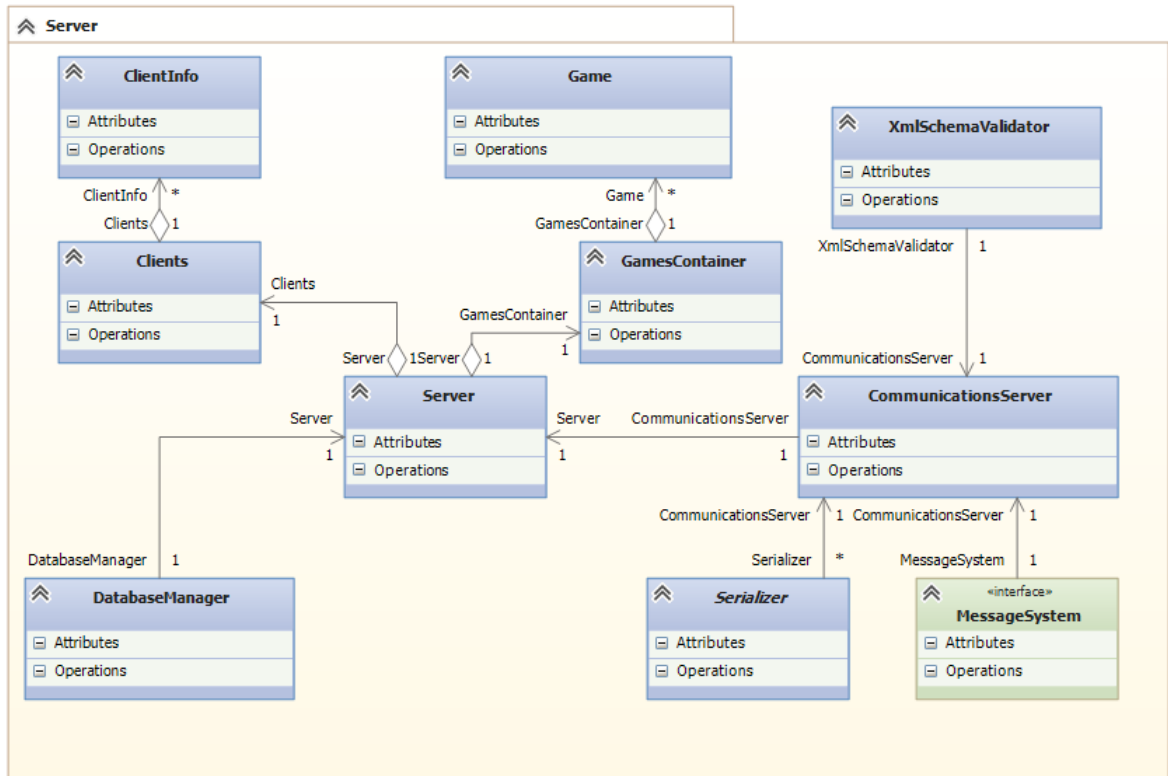 Server
ClientInfo
Attributes
Operations
Game
Attributes
Operations
XmlSchemaValidator
Attributes
Operations
ClientInfo *
Clients 1
Game *
GamesContainer 1
Clients
Attributes
Operations
GamesContainer
Attributes
Operations
XmlSchemaValidator 1
Clients
1
GamesContainer
1
Server 1
Server 1
CommunicationsServer 1
Server
Attributes
Operations
CommunicationsServer
Attributes
Operations
Server
1
Server
1
CommunicationsServer
1
CommunicationsServer 1
CommunicationsServer 1
DatabaseManager 1
Serializer *
MessageSystem 1
DatabaseManager
Attributes
Operations
Serializer
Attributes
Operations
«interface»
MessageSystem
Attributes
Operations